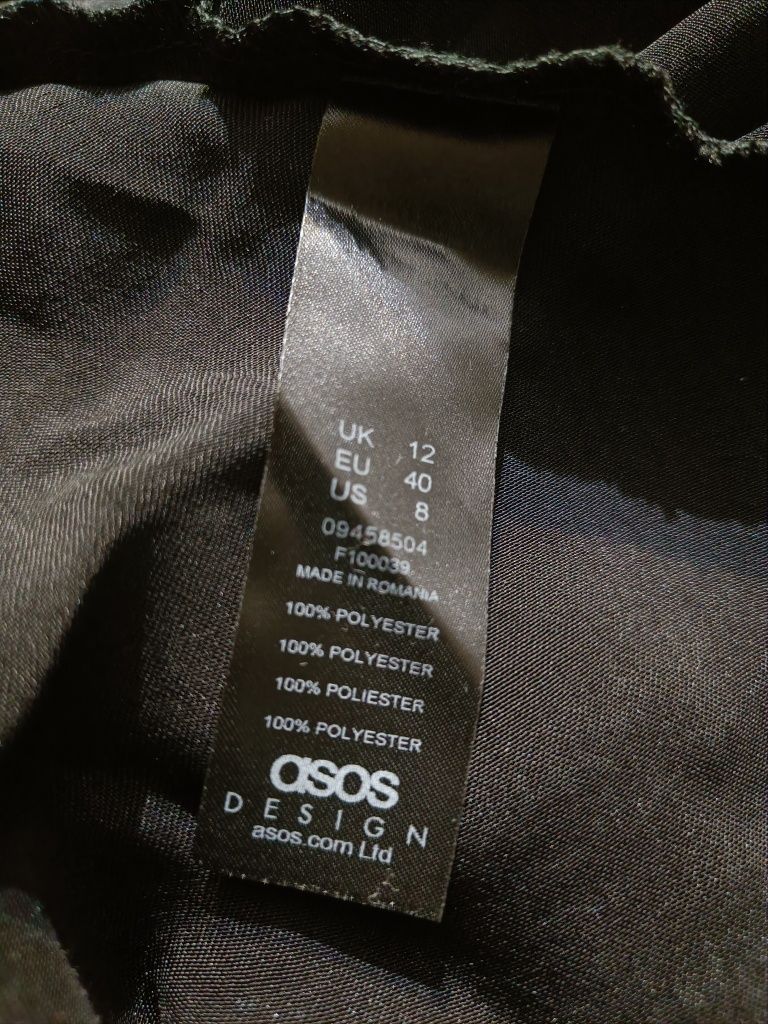 UK 12
EU 40
US 8
09458504
F100039
MADE IN ROMANIA
100% POLYESTER
100% POLYESTER
100% POLIESTER
100% POLYESTER
asos
DESIGN
asos.com Ltd